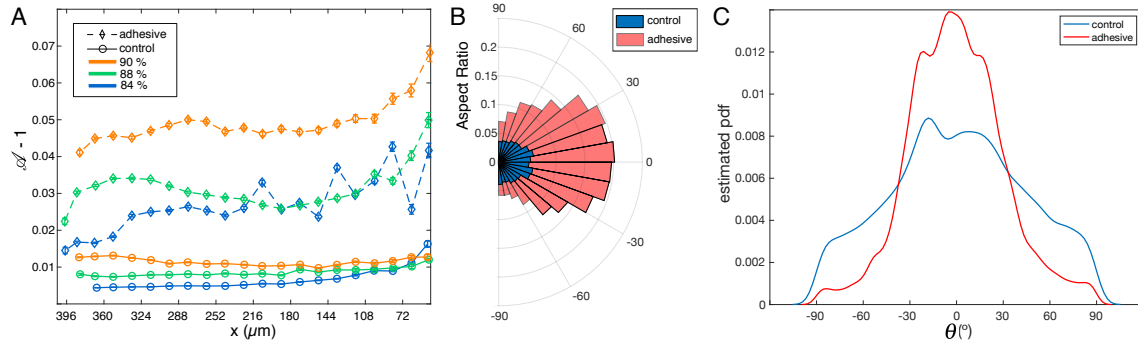 A
𝒜 - 1
0.07
0.06
0.05
0.04
0.03
0.02
0.01
adhesive
control
90 %
88 %
84 %
396 360 324 288 252 216 180 144 108 72
x (μm)
B
Aspect Ratio
0.2
0.15
0.1
0.05
0
control
adhesive
90
60
30
0
-30
-60
-90
C
estimated pdf
0.012
0.01
0.008
0.006
0.004
0.002
0
control
adhesive
-90 -60 -30 0 30 60 90
θ(°)